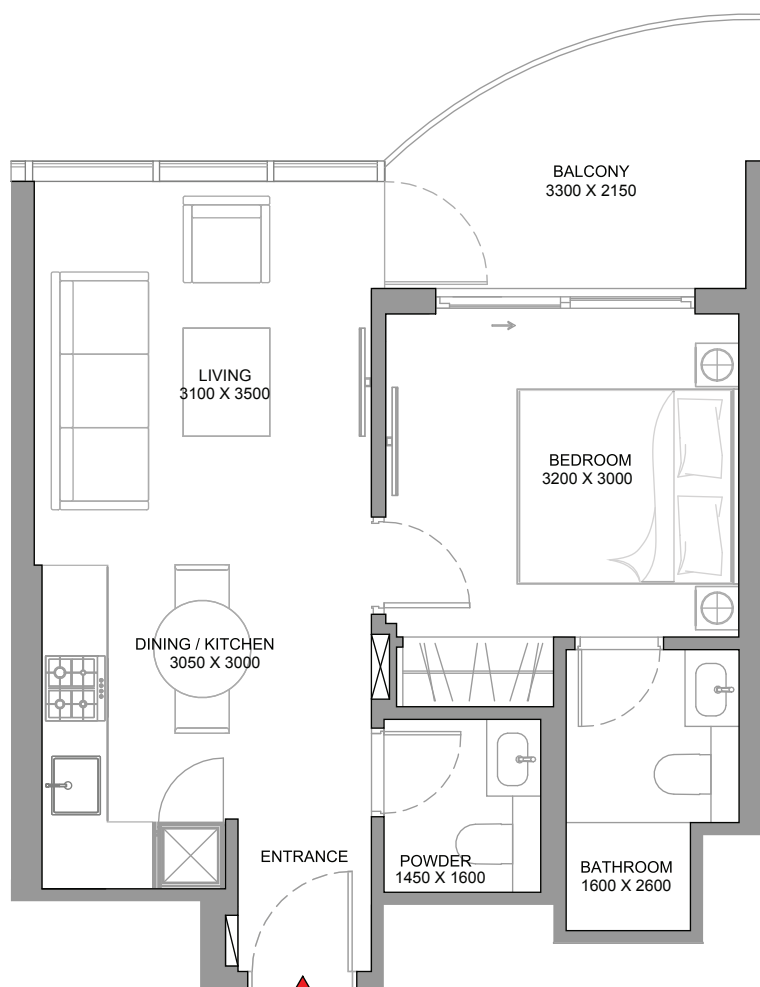 BALCONY
3300 X 2150
LIVING
3100 X 3500
BEDROOM
3200 X 3000
DINING / KITCHEN
3050 X 3000
ENTRANCE
POWDER
1450 X 1600
BATHROOM
1600 X 2600